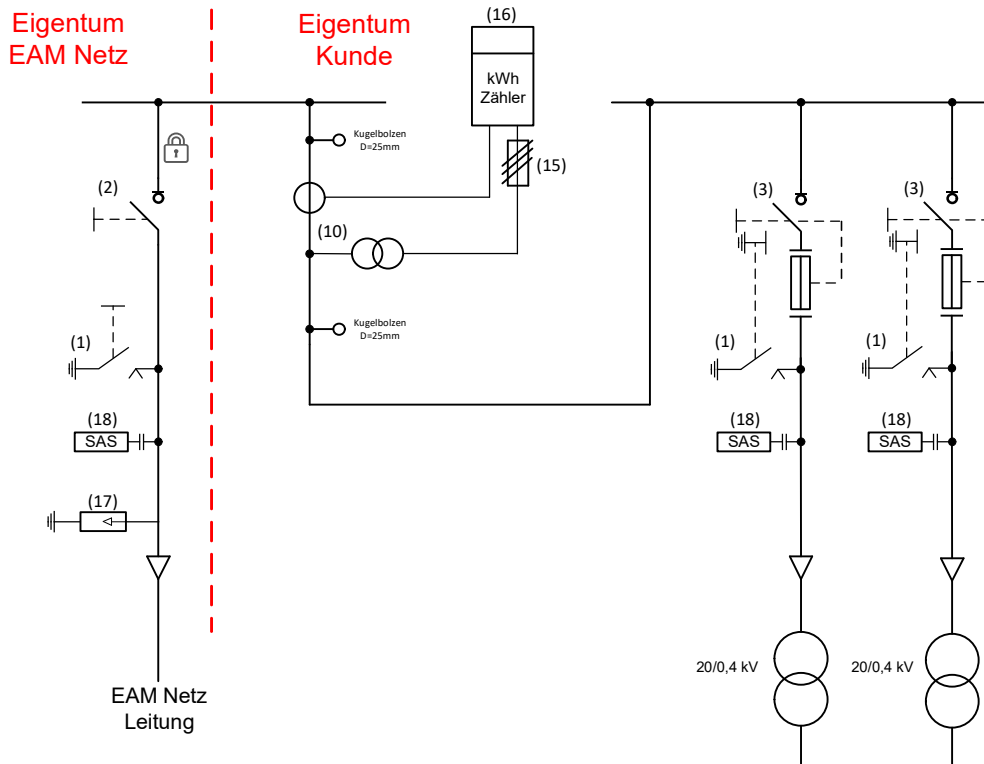 Eigentum
EAM Netz
Eigentum
Kunde
(16)
kWh
Zähler
Kugelbolzen
D=25mm
(15)
(2)
(3)
(3)
(10)
Kugelbolzen
D=25mm
(1)
(1)
(1)
(18)
SAS
(18)
SAS
(18)
SAS
(17)
20/0,4 kV
20/0,4 kV
EAM Netz
Leitung